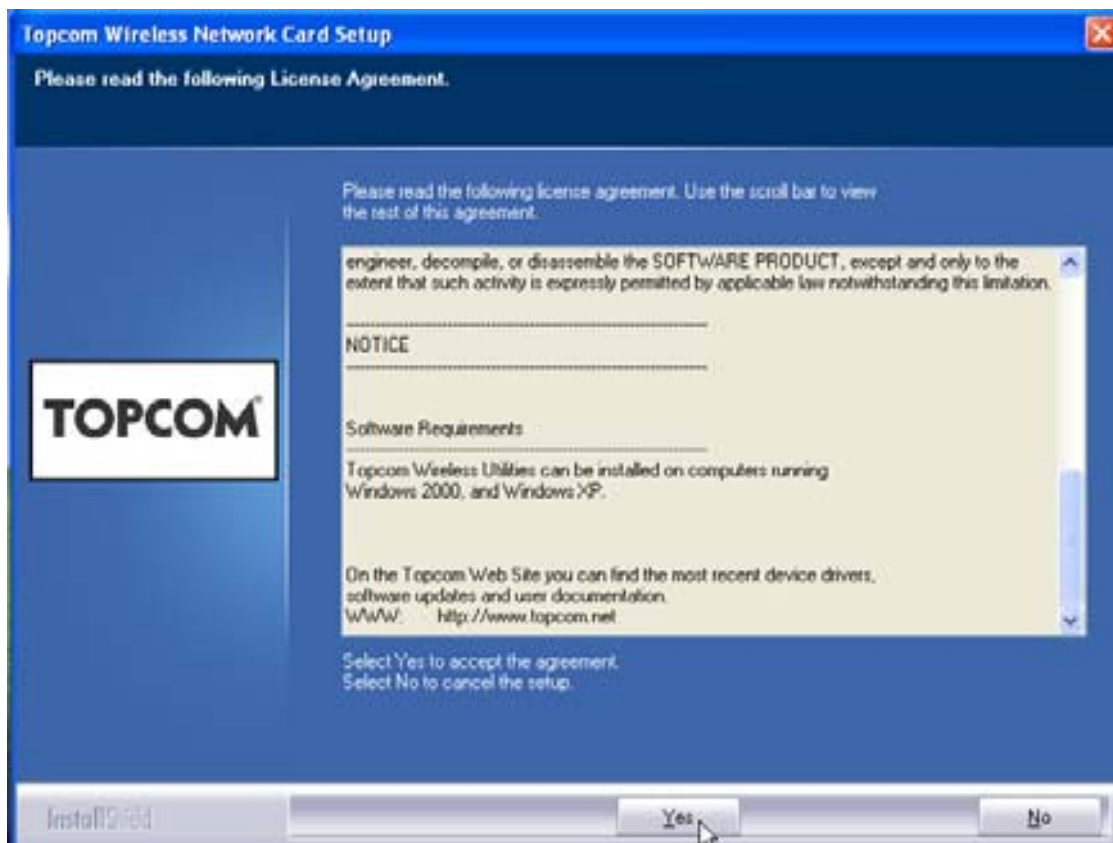 Topcom Wireless Network Card Setup
Please read the following License Agreement.
Please read the following license agreement. Use the scroll bar to view
the rest of this agreement.
engineer, decompile, or disassemble the SOFTWARE PRODUCT, except and only to the
extent that such activity is expressly permitted by applicable law notwithstanding this limitation.
NOTICE
TOPCOM®
Software Requirements
Topcom Wireless Utilities can be installed on computers running
Windows 2000, and Windows XP.
On the Topcom Web Site you can find the most recent device drivers,
software updates and user documentation.
WWW: http://www.topcom.net
Select Yes to accept the agreement.
Select No to cancel the setup.
InstallShield
Yes
No